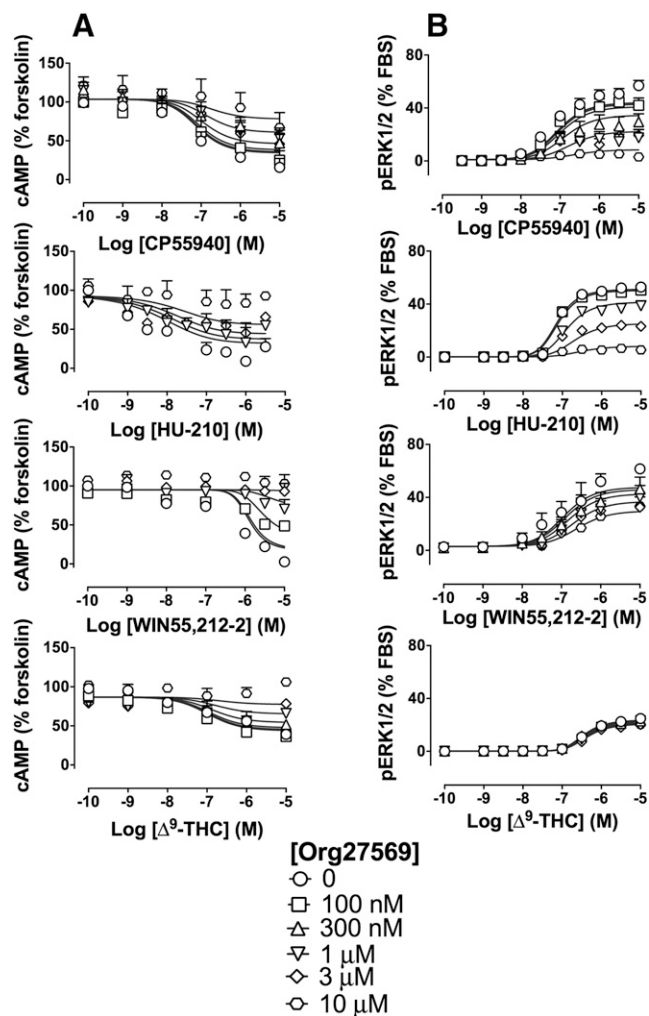 A
B
cAMP (% forskolin)
150
100
50
0
-10 -9 -8 -7 -6 -5
Log [CP55940] (M)
pERK1/2 (% FBS)
80
40
0
-10 -9 -8 -7 -6 -5
Log [CP55940] (M)
cAMP (% forskolin)
150
100
50
0
-10 -9 -8 -7 -6 -5
Log [HU-210] (M)
pERK1/2 (% FBS)
80
40
0
-10 -9 -8 -7 -6 -5
Log [HU-210] (M)
cAMP (% forskolin)
150
100
50
0
-10 -9 -8 -7 -6 -5
Log [WIN55,212-2] (M)
pERK1/2 (% FBS)
80
40
0
-10 -9 -8 -7 -6 -5
Log [WIN55,212-2] (M)
cAMP (% forskolin)
150
100
50
0
-10 -9 -8 -7 -6 -5
Log [Δ⁹-THC] (M)
pERK1/2 (% FBS)
80
40
0
-10 -9 -8 -7 -6 -5
Log [Δ⁹-THC] (M)
[Org27569]
0
100 nM
300 nM
1 µM
3 µM
10 µM